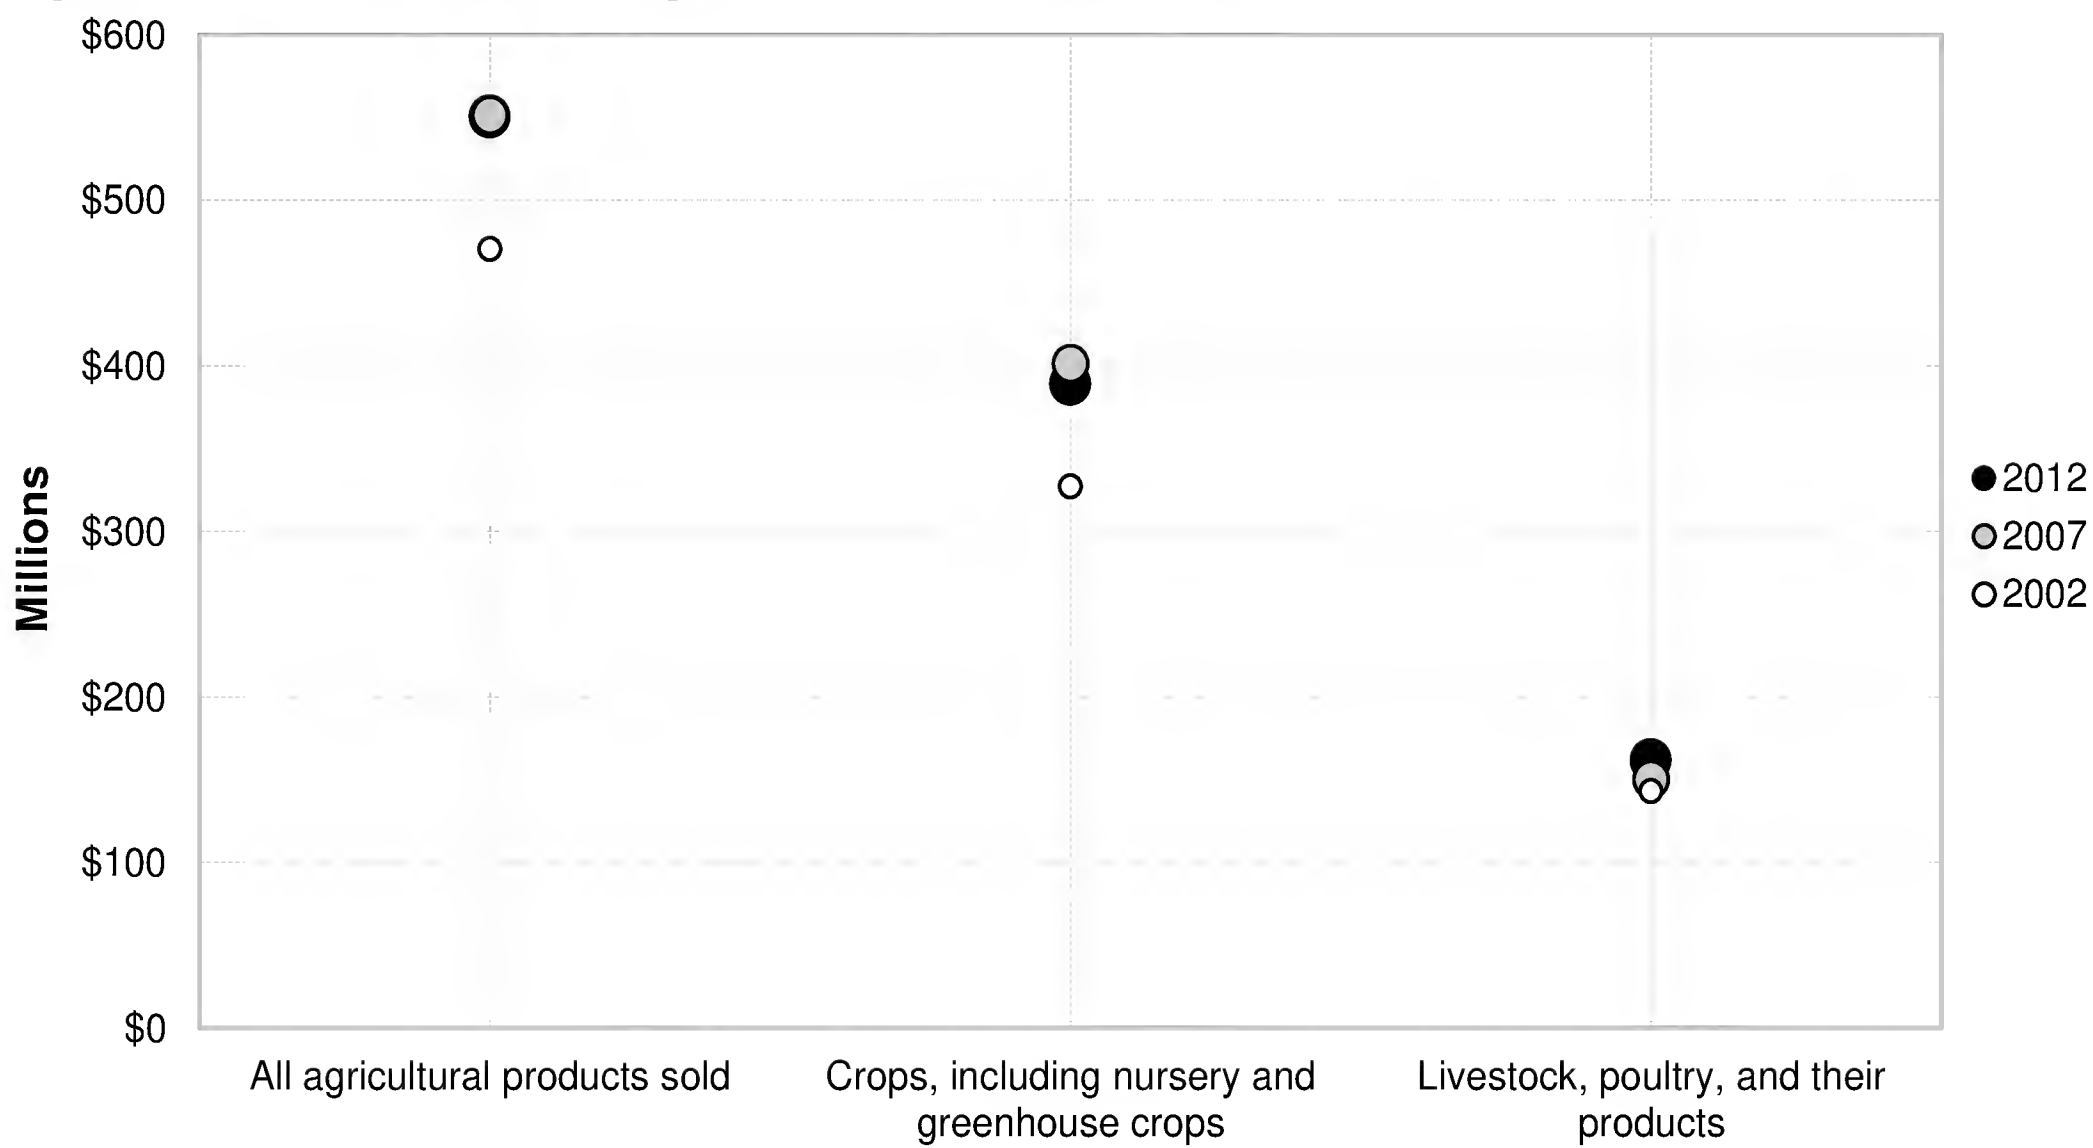 $600
$500
$400
$300
$200
$100
$0
Millions
All agricultural products sold
Crops, including nursery and
greenhouse crops
Livestock, poultry, and their
products
2012
2007
2002